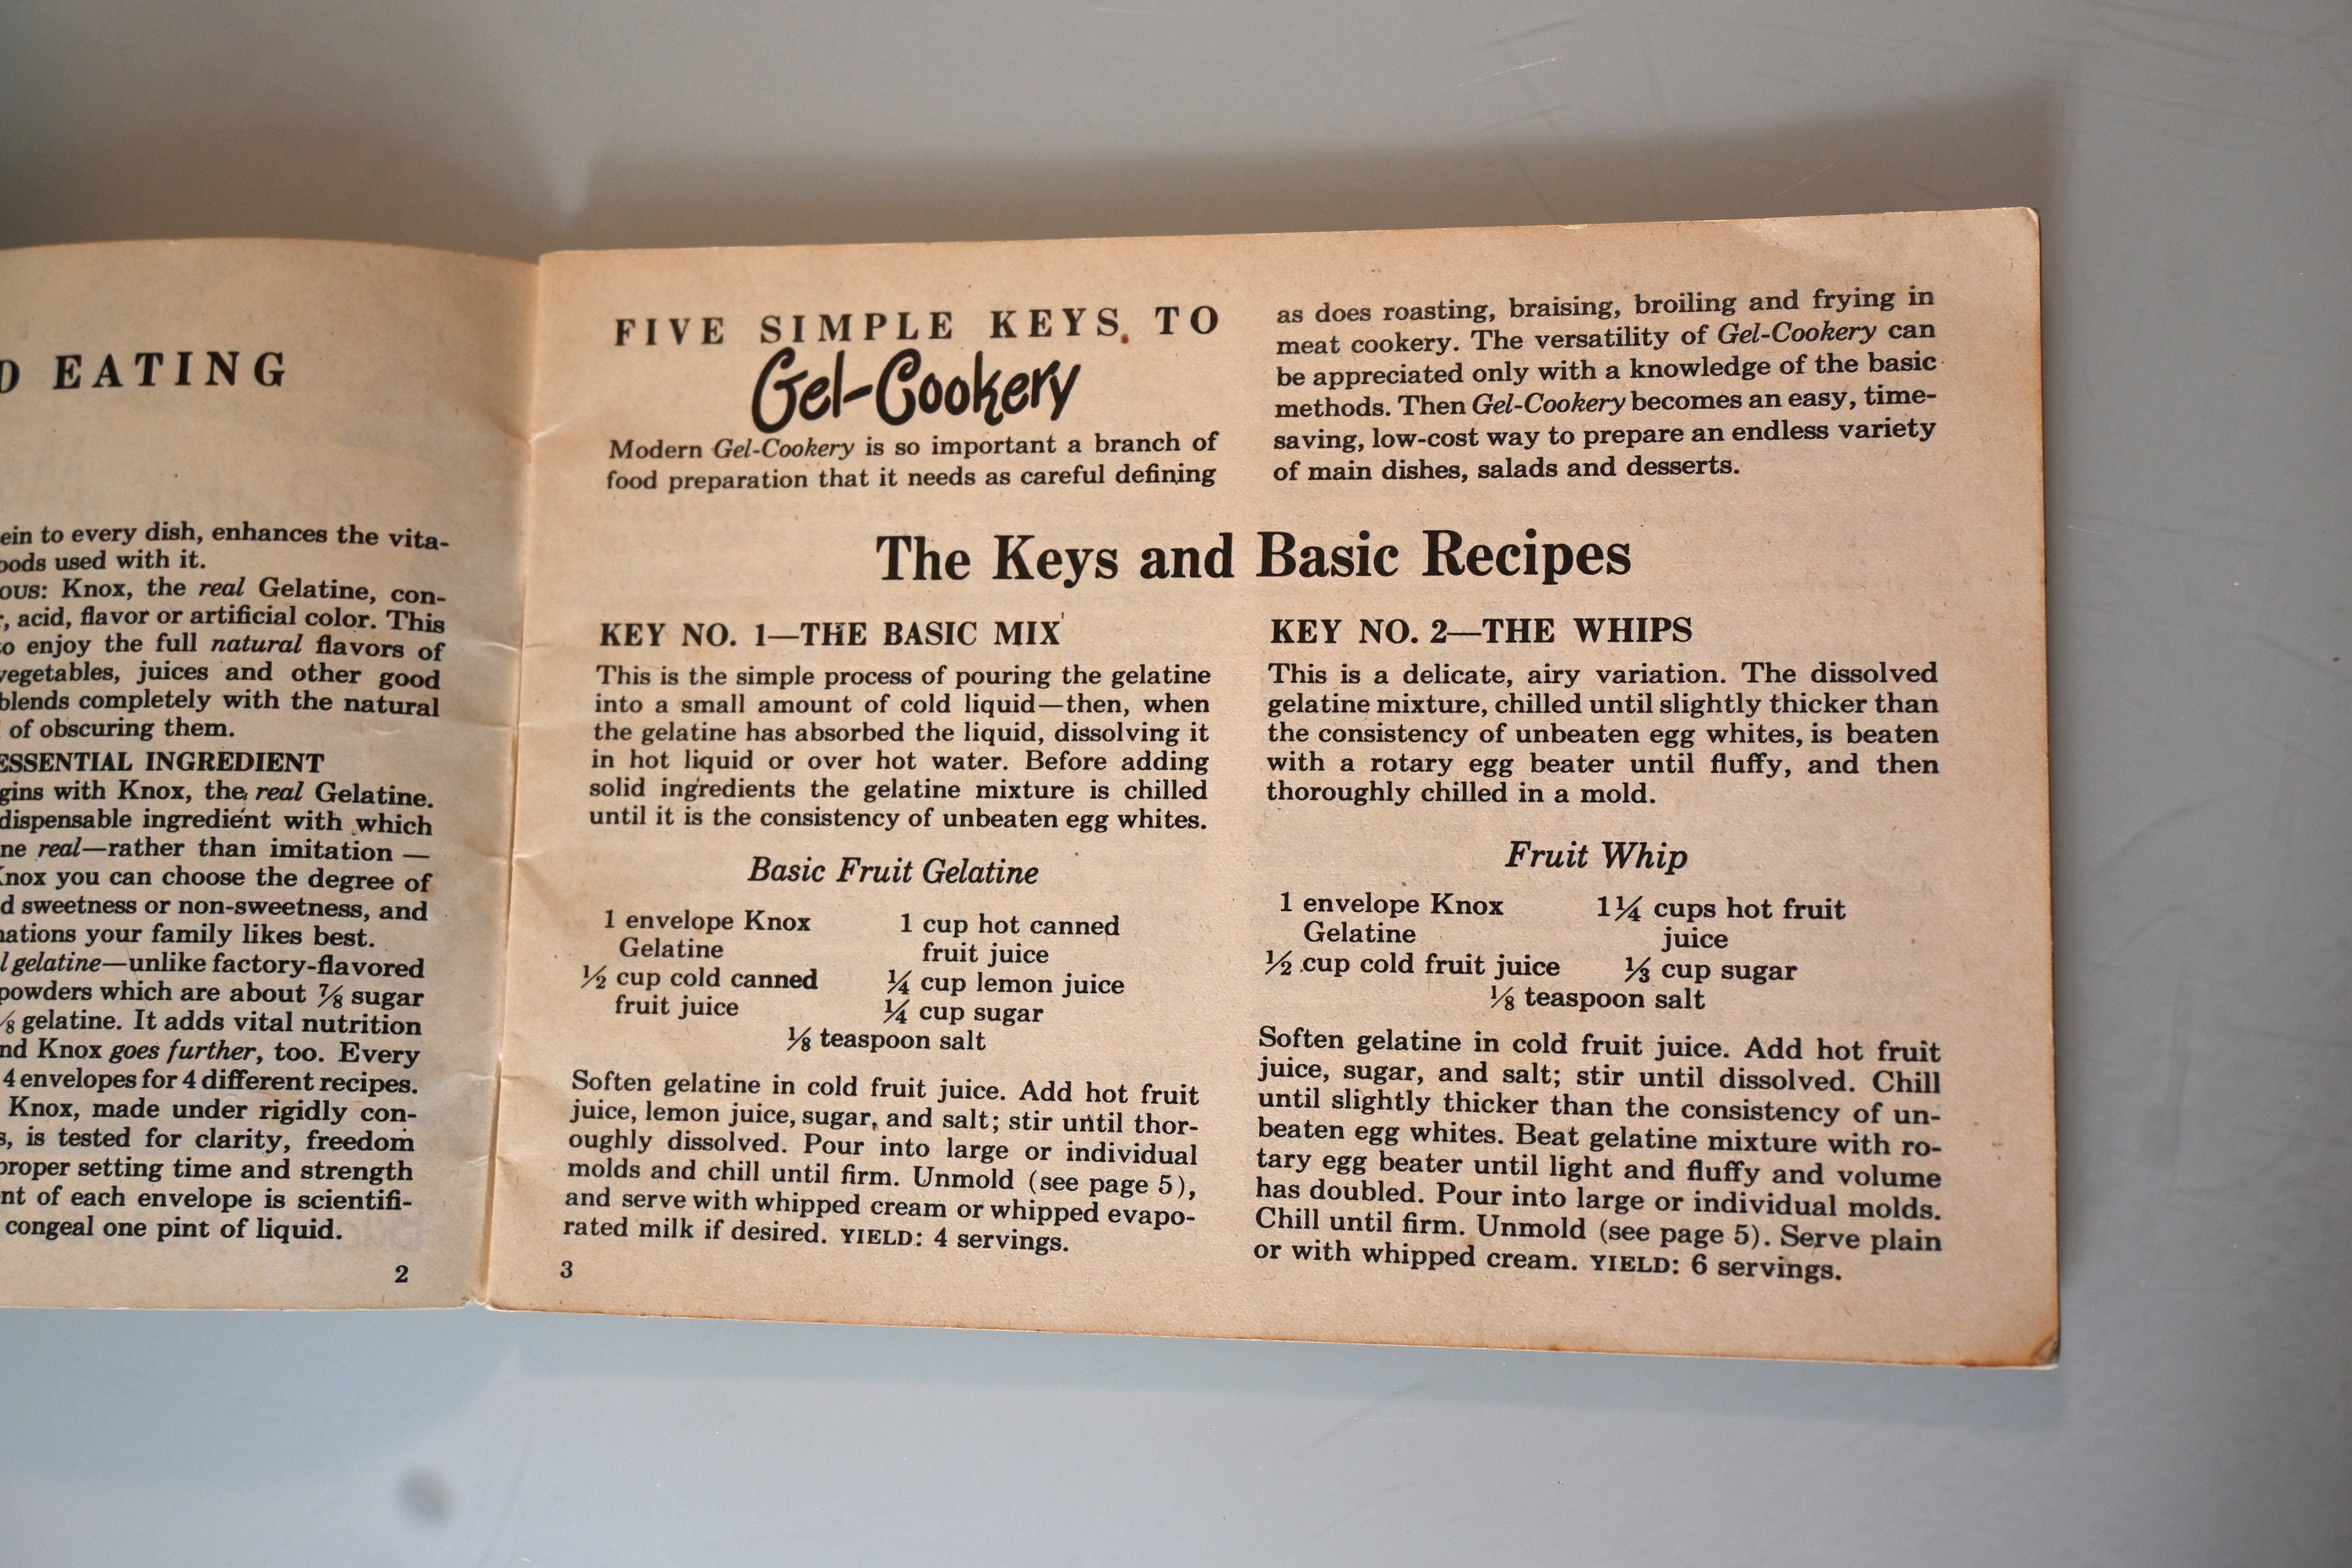 D EATING
ein to every dish, enhances the vita-
oods used with it.
ous: Knox, the real Gelatine, con-
r, acid, flavor or artificial color. This
to enjoy the full natural flavors of
vegetables, juices and other good
blends completely with the natural
of obscuring them.
ESSENTIAL INGREDIENT
gins with Knox, the real Gelatine.
dispensable ingredient with which
ne real—rather than imitation —
Knox you can choose the degree of
d sweetness or non-sweetness, and
nations your family likes best.
l gelatine—unlike factory-flavored
powders which are about ⅞ sugar
⅛ gelatine. It adds vital nutrition
nd Knox goes further, too. Every
4 envelopes for 4 different recipes.
Knox, made under rigidly con-
s, is tested for clarity, freedom
proper setting time and strength
nt of each envelope is scientifi-
congeal one pint of liquid.
2
FIVE SIMPLE KEYS TO
Gel-Cookery
Modern Gel-Cookery is so important a branch of
food preparation that it needs as careful defining
as does roasting, braising, broiling and frying in
meat cookery. The versatility of Gel-Cookery can
be appreciated only with a knowledge of the basic
methods. Then Gel-Cookery becomes an easy, time-
saving, low-cost way to prepare an endless variety
of main dishes, salads and desserts.
The Keys and Basic Recipes
KEY NO. 1—THE BASIC MIX
This is the simple process of pouring the gelatine
into a small amount of cold liquid—then, when
the gelatine has absorbed the liquid, dissolving it
in hot liquid or over hot water. Before adding
solid ingredients the gelatine mixture is chilled
until it is the consistency of unbeaten egg whites.
Basic Fruit Gelatine
1 envelope Knox
Gelatine
½ cup cold canned
fruit juice
1 cup hot canned
fruit juice
¼ cup lemon juice
¼ cup sugar
⅛ teaspoon salt
Soften gelatine in cold fruit juice. Add hot fruit
juice, lemon juice, sugar, and salt; stir until thor-
oughly dissolved. Pour into large or individual
molds and chill until firm. Unmold (see page 5),
and serve with whipped cream or whipped evapo-
rated milk if desired. YIELD: 4 servings.
3
KEY NO. 2—THE WHIPS
This is a delicate, airy variation. The dissolved
gelatine mixture, chilled until slightly thicker than
the consistency of unbeaten egg whites, is beaten
with a rotary egg beater until fluffy, and then
thoroughly chilled in a mold.
Fruit Whip
1 envelope Knox
Gelatine
½ cup cold fruit juice
1¼ cups hot fruit
juice
⅓ cup sugar
⅛ teaspoon salt
Soften gelatine in cold fruit juice. Add hot fruit
juice, sugar, and salt; stir until dissolved. Chill
until slightly thicker than the consistency of un-
beaten egg whites. Beat gelatine mixture with ro-
tary egg beater until light and fluffy and volume
has doubled. Pour into large or individual molds.
Chill until firm. Unmold (see page 5). Serve plain
or with whipped cream. YIELD: 6 servings.